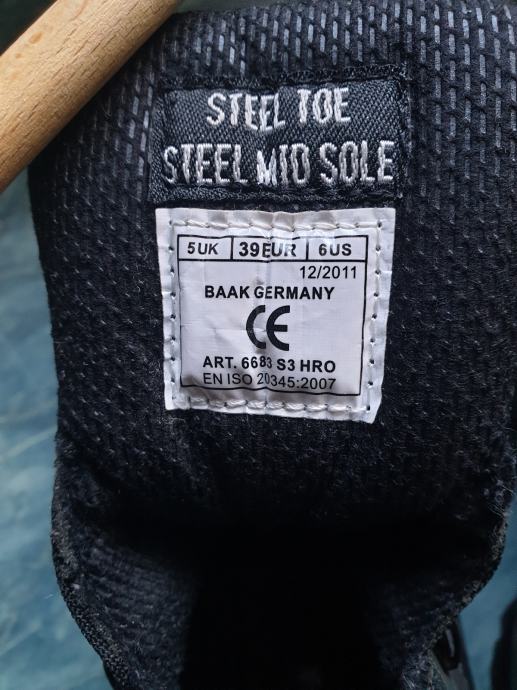 STEEL TOE
STEEL MID SOLE
5UK 39EUR 6US
12/2011
BAAK GERMANY
CE
ART. 6683 S3 HRO
EN ISO 20345:2007